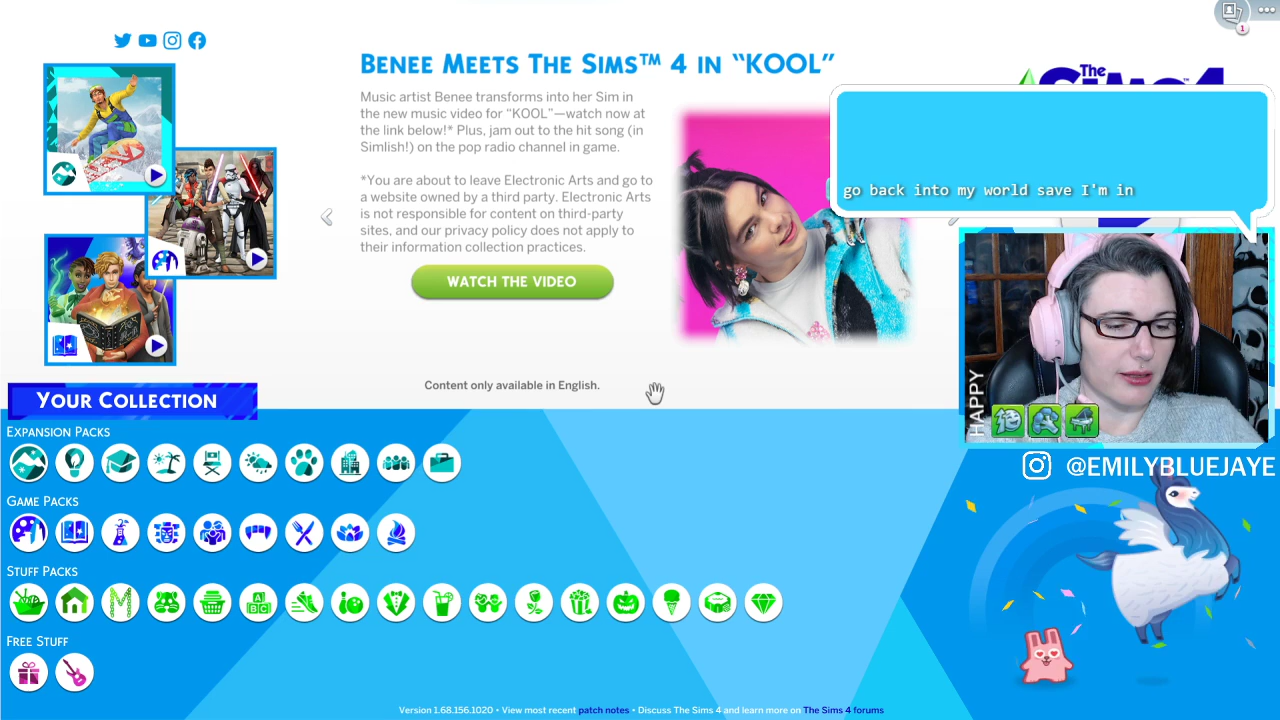 BENEE MEETS THE SIMS™ 4 IN “KOOL”
Music artist Benee transforms into her Sim in
the new music video for “KOOL”—watch now at
the link below!* Plus, jam out to the hit song (in
Simlish!) on the pop radio channel in game.
*You are about to leave Electronic Arts and go to
a website owned by a third party. Electronic Arts
is not responsible for content on third-party
sites, and our privacy policy does not apply to
their information collection practices.
WATCH THE VIDEO
Content only available in English.
1
The
SIMS 4
go back into my world save I'm in
HAPPY
@EMILYBLUEJAYE
YOUR COLLECTION
EXPANSION PACKS
GAME PACKS
STUFF PACKS
A
B C
M
FREE STUFF
Version 1.68.156.1020 • View most recent patch notes • Discuss The Sims 4 and learn more on The Sims 4 forums